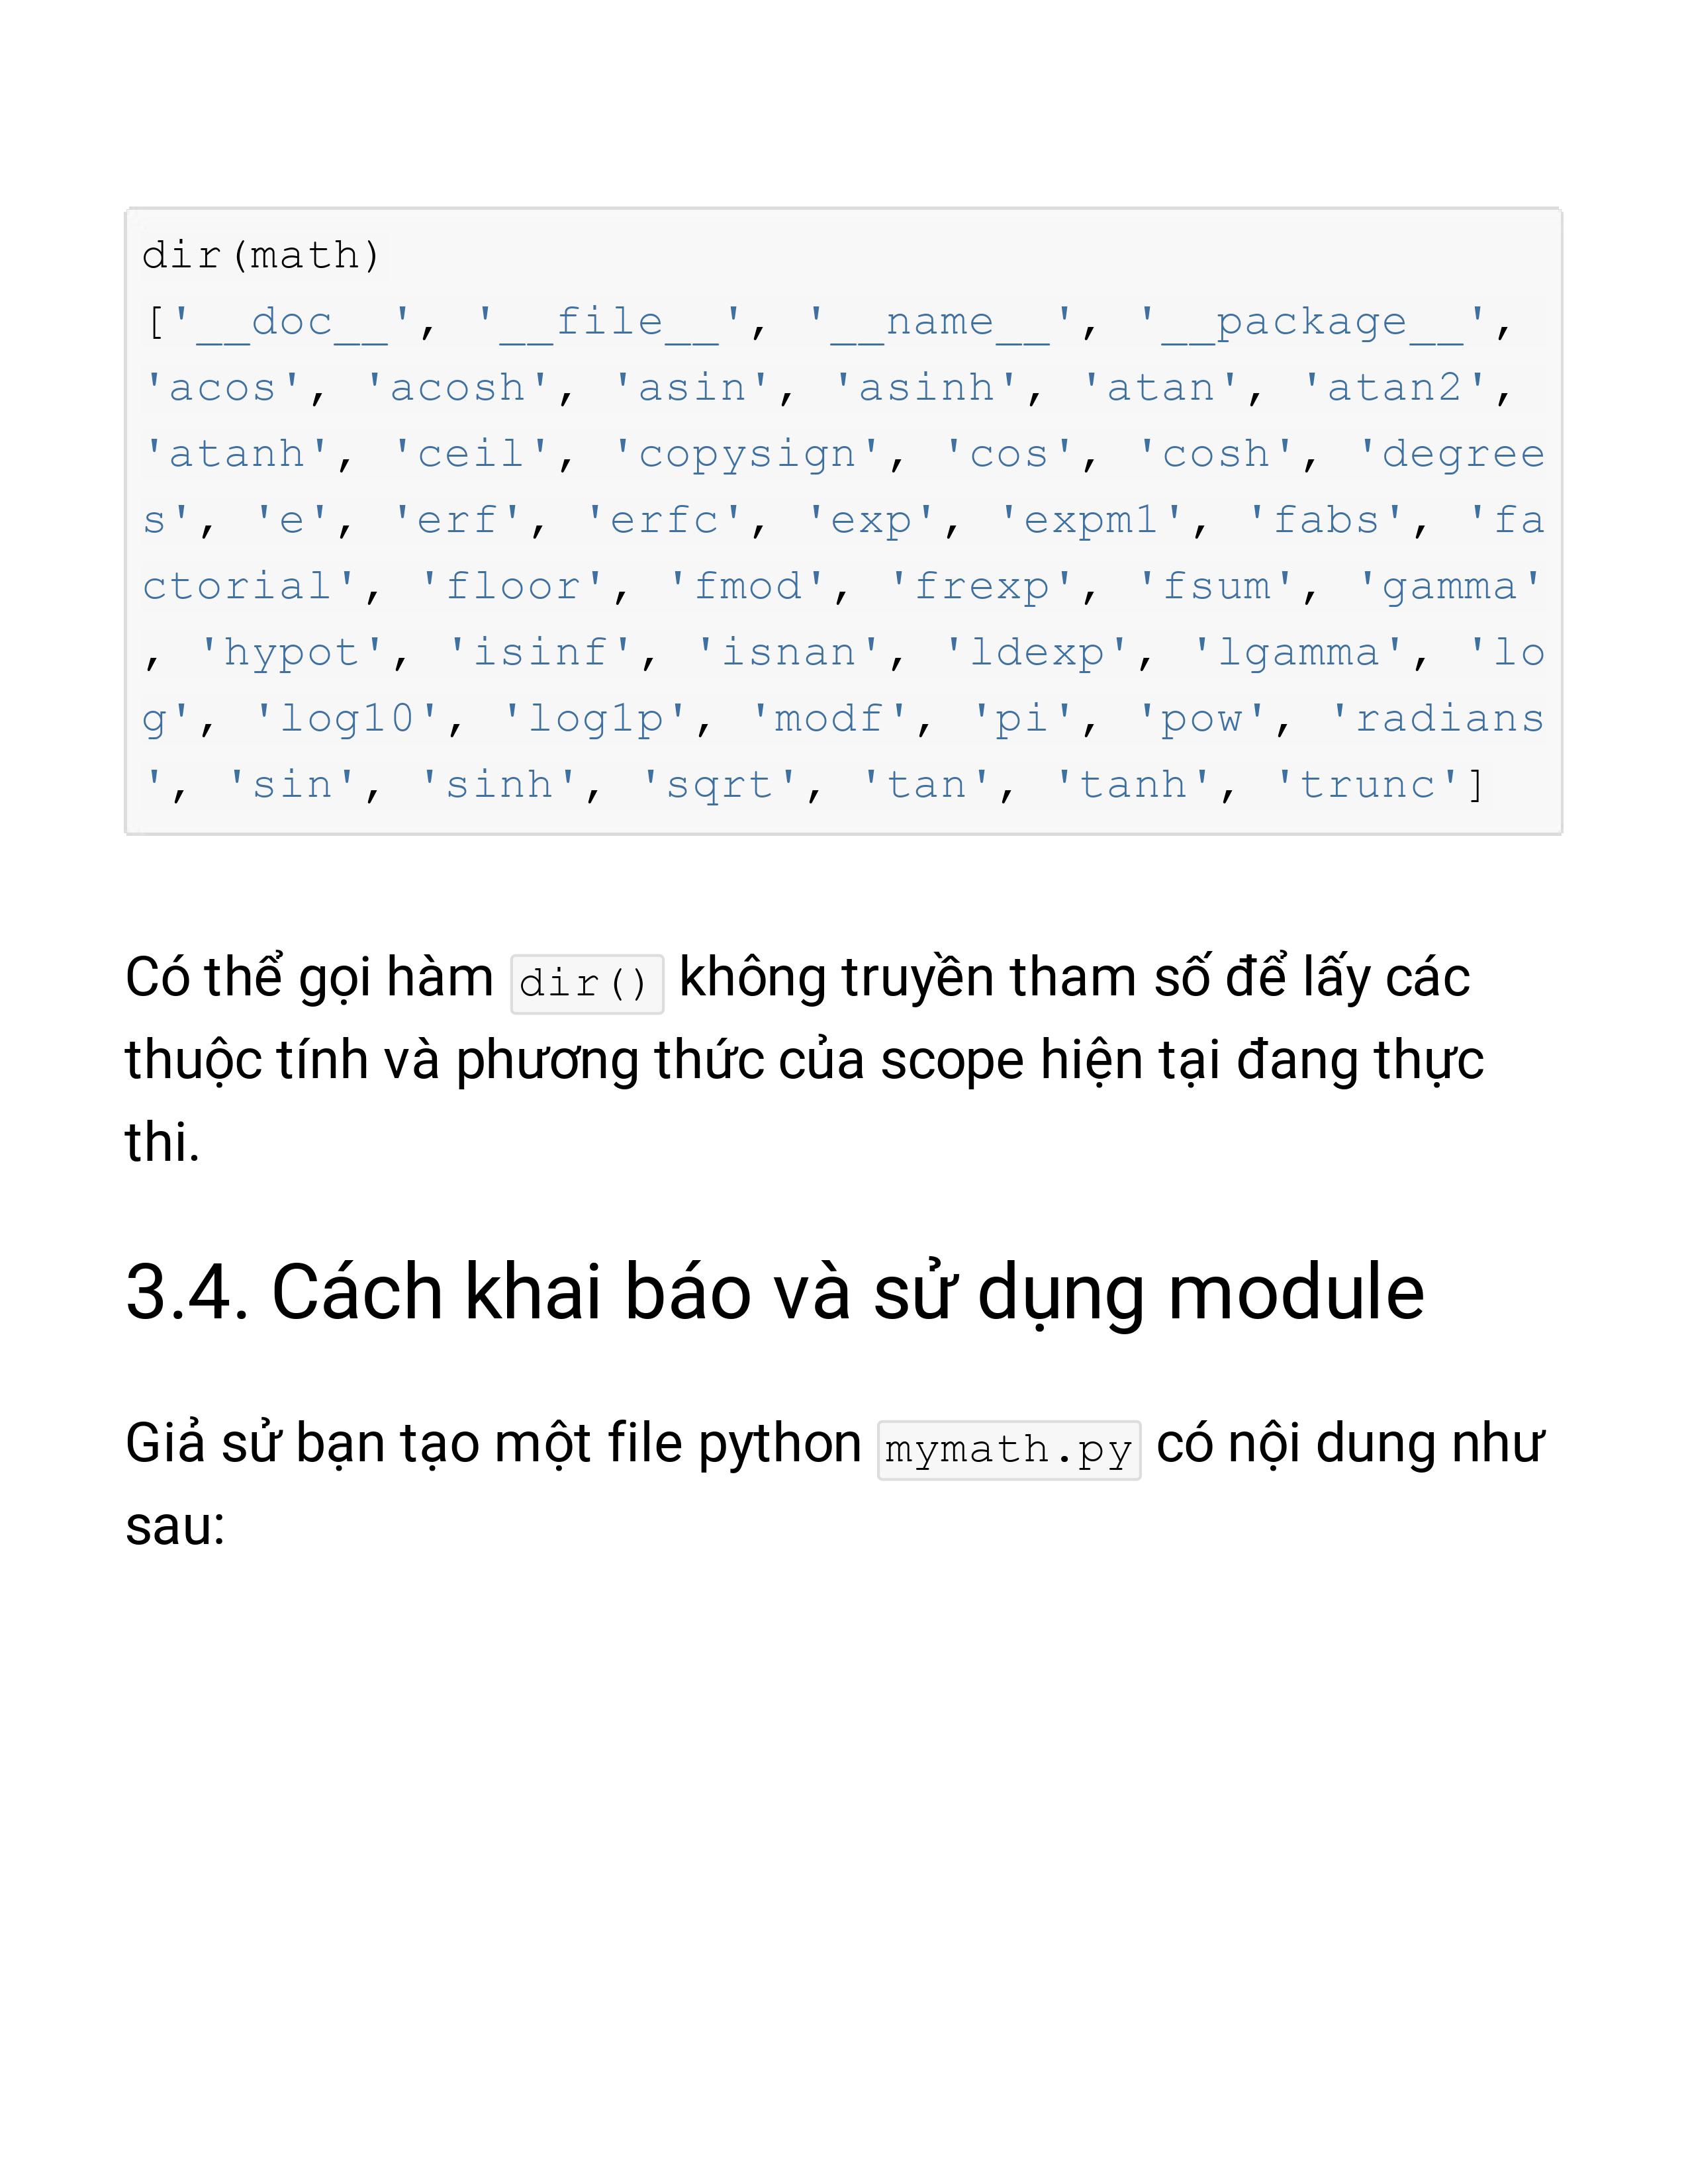 dir(math)
['__doc__', '__file__', '__name__', '__package__',
'acos', 'acosh', 'asin', 'asinh', 'atan', 'atan2',
'atanh', 'ceil', 'copysign', 'cos', 'cosh', 'degree
s', 'e', 'erf', 'erfc', 'exp', 'expm1', 'fabs', 'fa
ctorial', 'floor', 'fmod', 'frexp', 'fsum', 'gamma'
, 'hypot', 'isinf', 'isnan', 'ldexp', 'lgamma', 'lo
g', 'log10', 'log1p', 'modf', 'pi', 'pow', 'radians
', 'sin', 'sinh', 'sqrt', 'tan', 'tanh', 'trunc']
Có thể gọi hàm dir() không truyền tham số để lấy các
thuộc tính và phương thức của scope hiện tại đang thực
thi.
3.4. Cách khai báo và sử dụng module
Giả sử bạn tạo một file python mymath.py có nội dung như
sau: